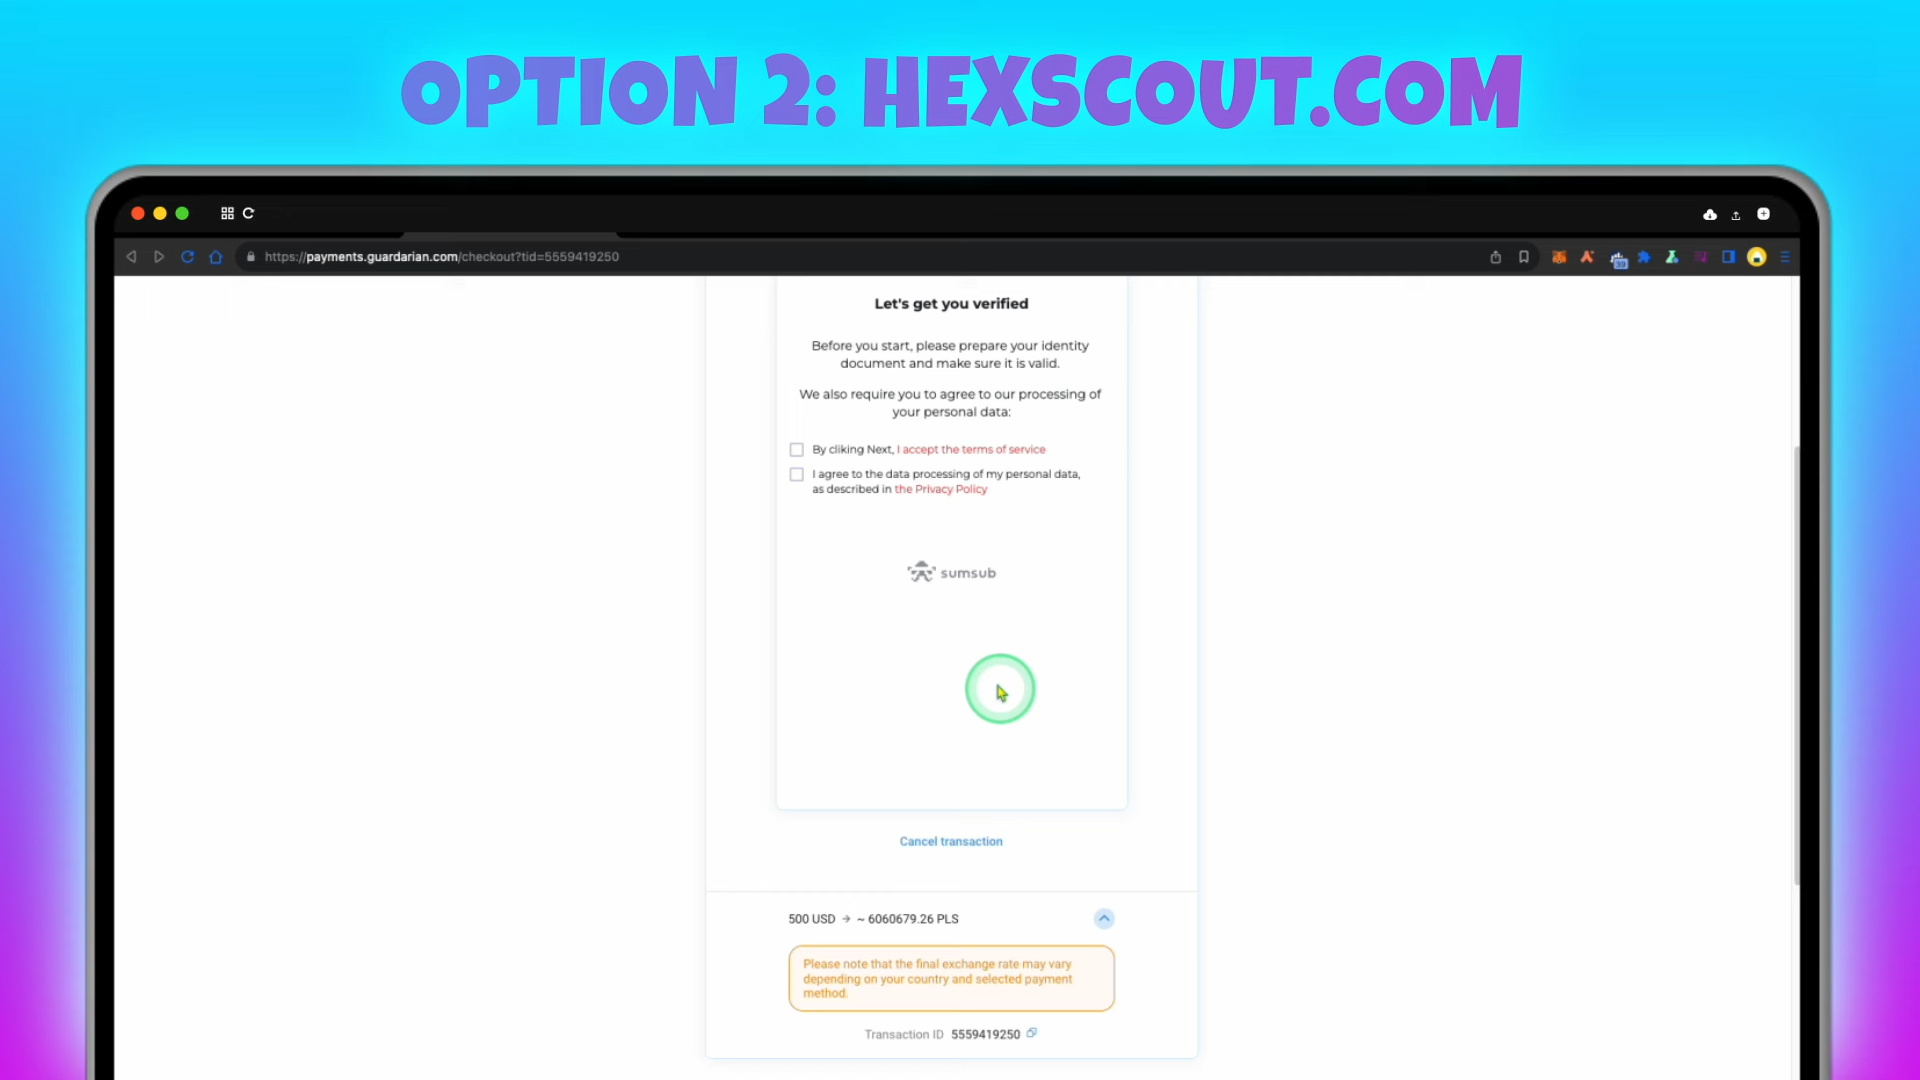 OPTION 2: HEXSCOUT.COM
https://payments.guardarian.com/checkout?tid=5559419250
Let's get you verified
Before you start, please prepare your identity
document and make sure it is valid.
We also require you to agree to our processing of
your personal data:
By cliking Next, I accept the terms of service
I agree to the data processing of my personal data,
as described in the Privacy Policy
sumsub
Cancel transaction
500 USD → ~ 6060679.26 PLS
Please note that the final exchange rate may vary
depending on your country and selected payment
method.
Transaction ID 5559419250